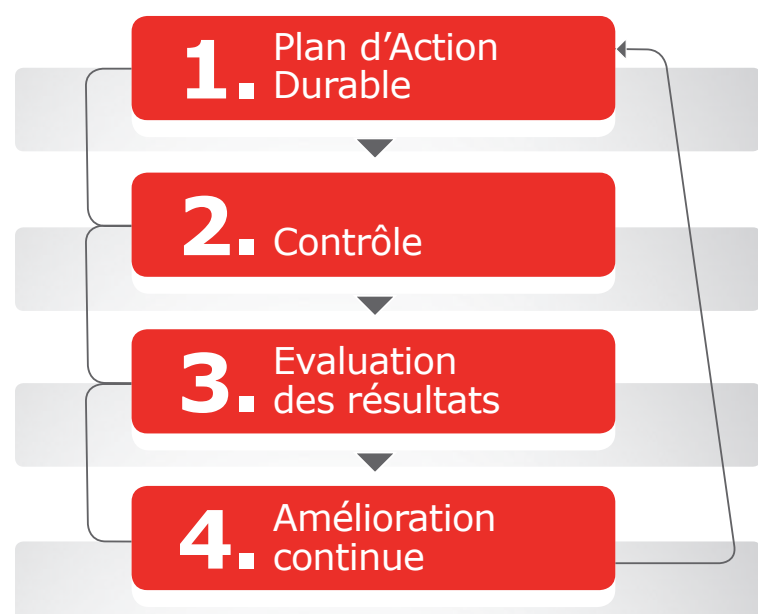 1. Plan d’Action
Durable
2. Contrôle
3. Evaluation
des résultats
4. Amélioration
continue